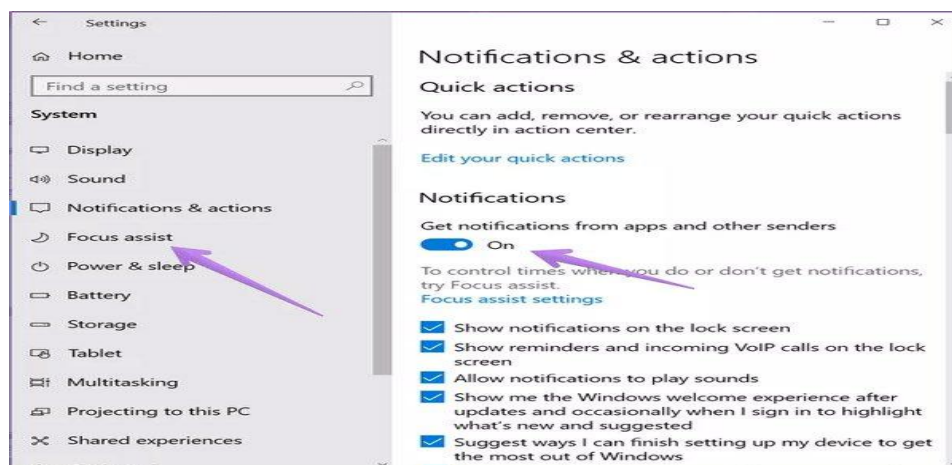 Settings
Home
Find a setting
System
Display
Sound
Notifications & actions
Focus assist
Power & sleep
Battery
Storage
Tablet
Multitasking
Projecting to this PC
Shared experiences
Notifications & actions
Quick actions
You can add, remove, or rearrange your quick actions
directly in action center.
Edit your quick actions
Notifications
Get notifications from apps and other senders
On
To control times when you do or don't get notifications,
try Focus assist.
Focus assist settings
Show notifications on the lock screen
Show reminders and incoming VoIP calls on the lock
screen
Allow notifications to play sounds
Show me the Windows welcome experience after
updates and occasionally when I sign in to highlight
what's new and suggested
Suggest ways I can finish setting up my device to get
the most out of Windows